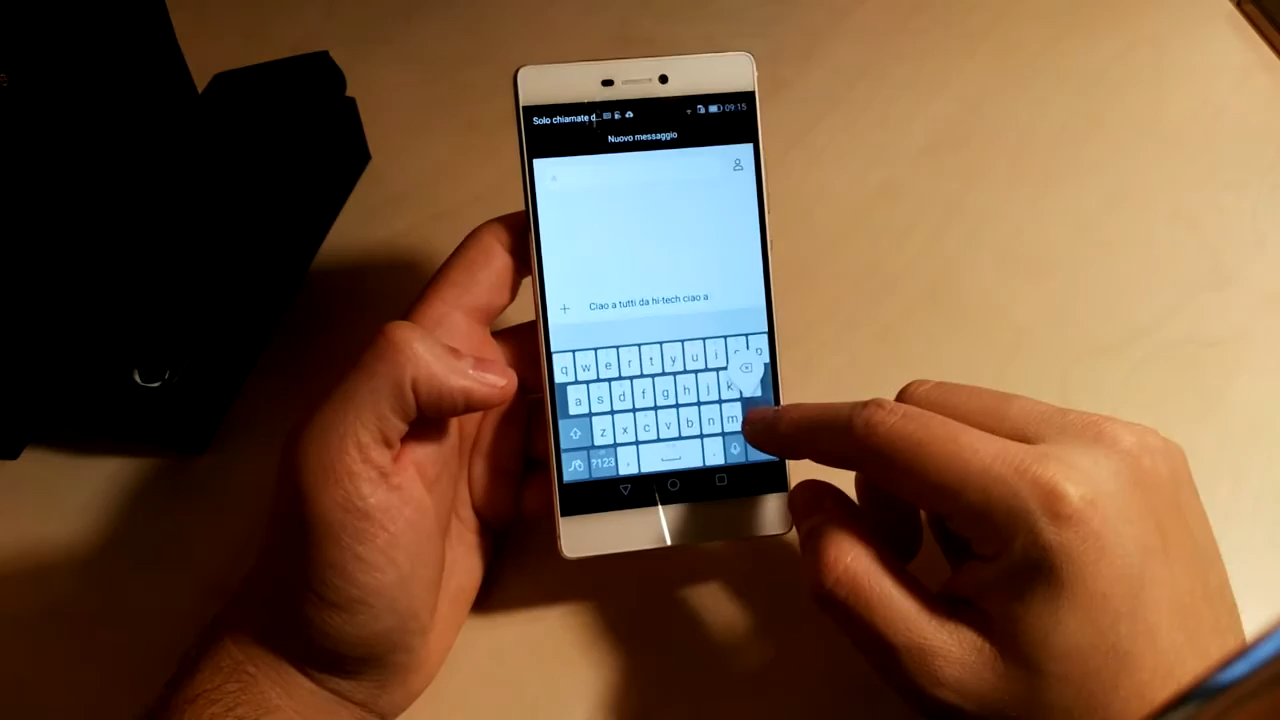 Solo chiamate d... 09:15
Nuovo messaggio
Ciao a tutti da hi-tech ciao a
q w e r t y u i p
a s d f g h j k
z x c v b n m
?123 , .